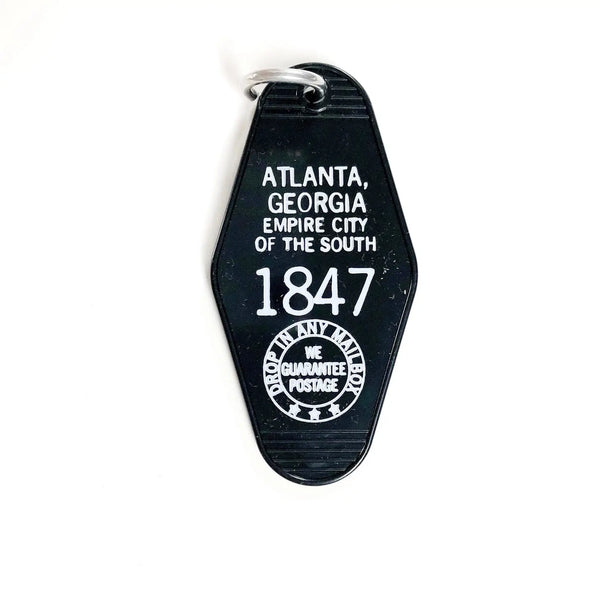 ATLANTA,
GEORGIA
EMPIRE CITY
OF THE SOUTH
1847
DROP IN ANY MAILBOX
WE
GUARANTEE
POSTAGE